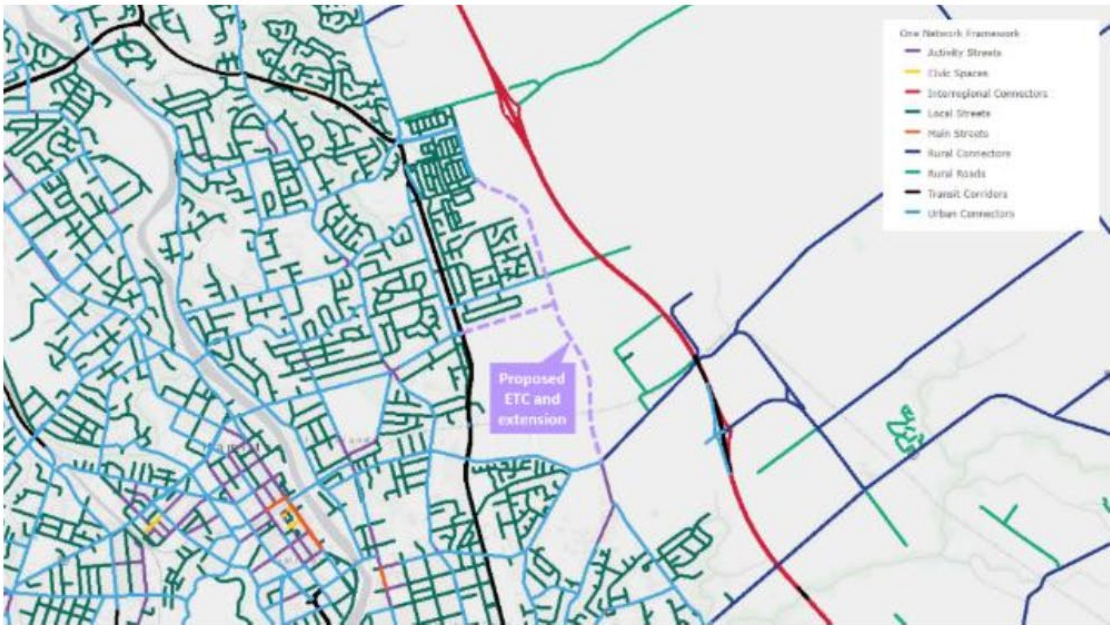 One Network Framework
Activity Streets
Civic Spaces
Interregional Connectors
Local Streets
Main Streets
Rural Connectors
Rural Roads
Transit Corridors
Urban Connectors
Proposed
ETC and
extension